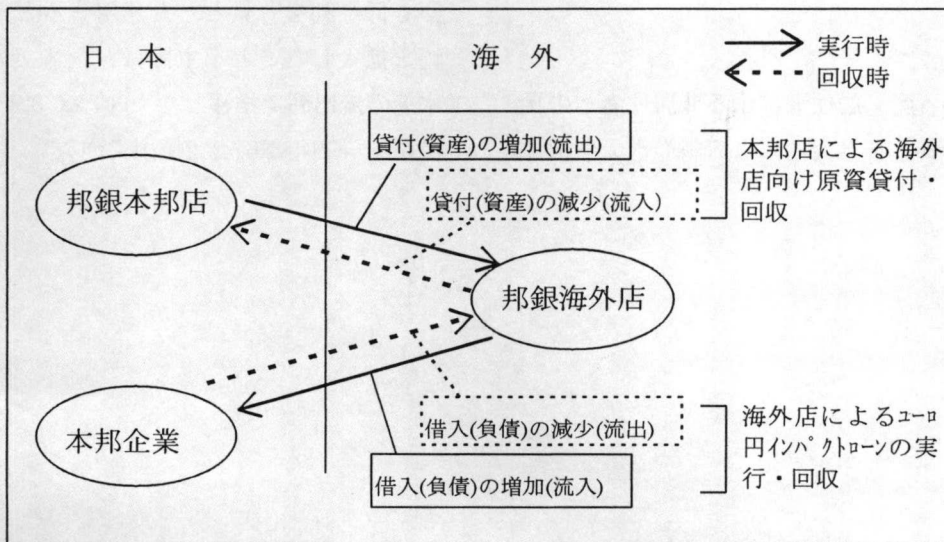 日本
海外
実行時
回収時
貸付(資産)の増加(流出)
貸付(資産)の減少(流入)
本邦店による海外
店向け原資貸付・
回収
邦銀本邦店
邦銀海外店
本邦企業
借入(負債)の減少(流出)
借入(負債)の増加(流入)
海外店によるﾕｰﾛ
円ｲﾝﾊﾟｸﾄﾛｰﾝの実
行・回収